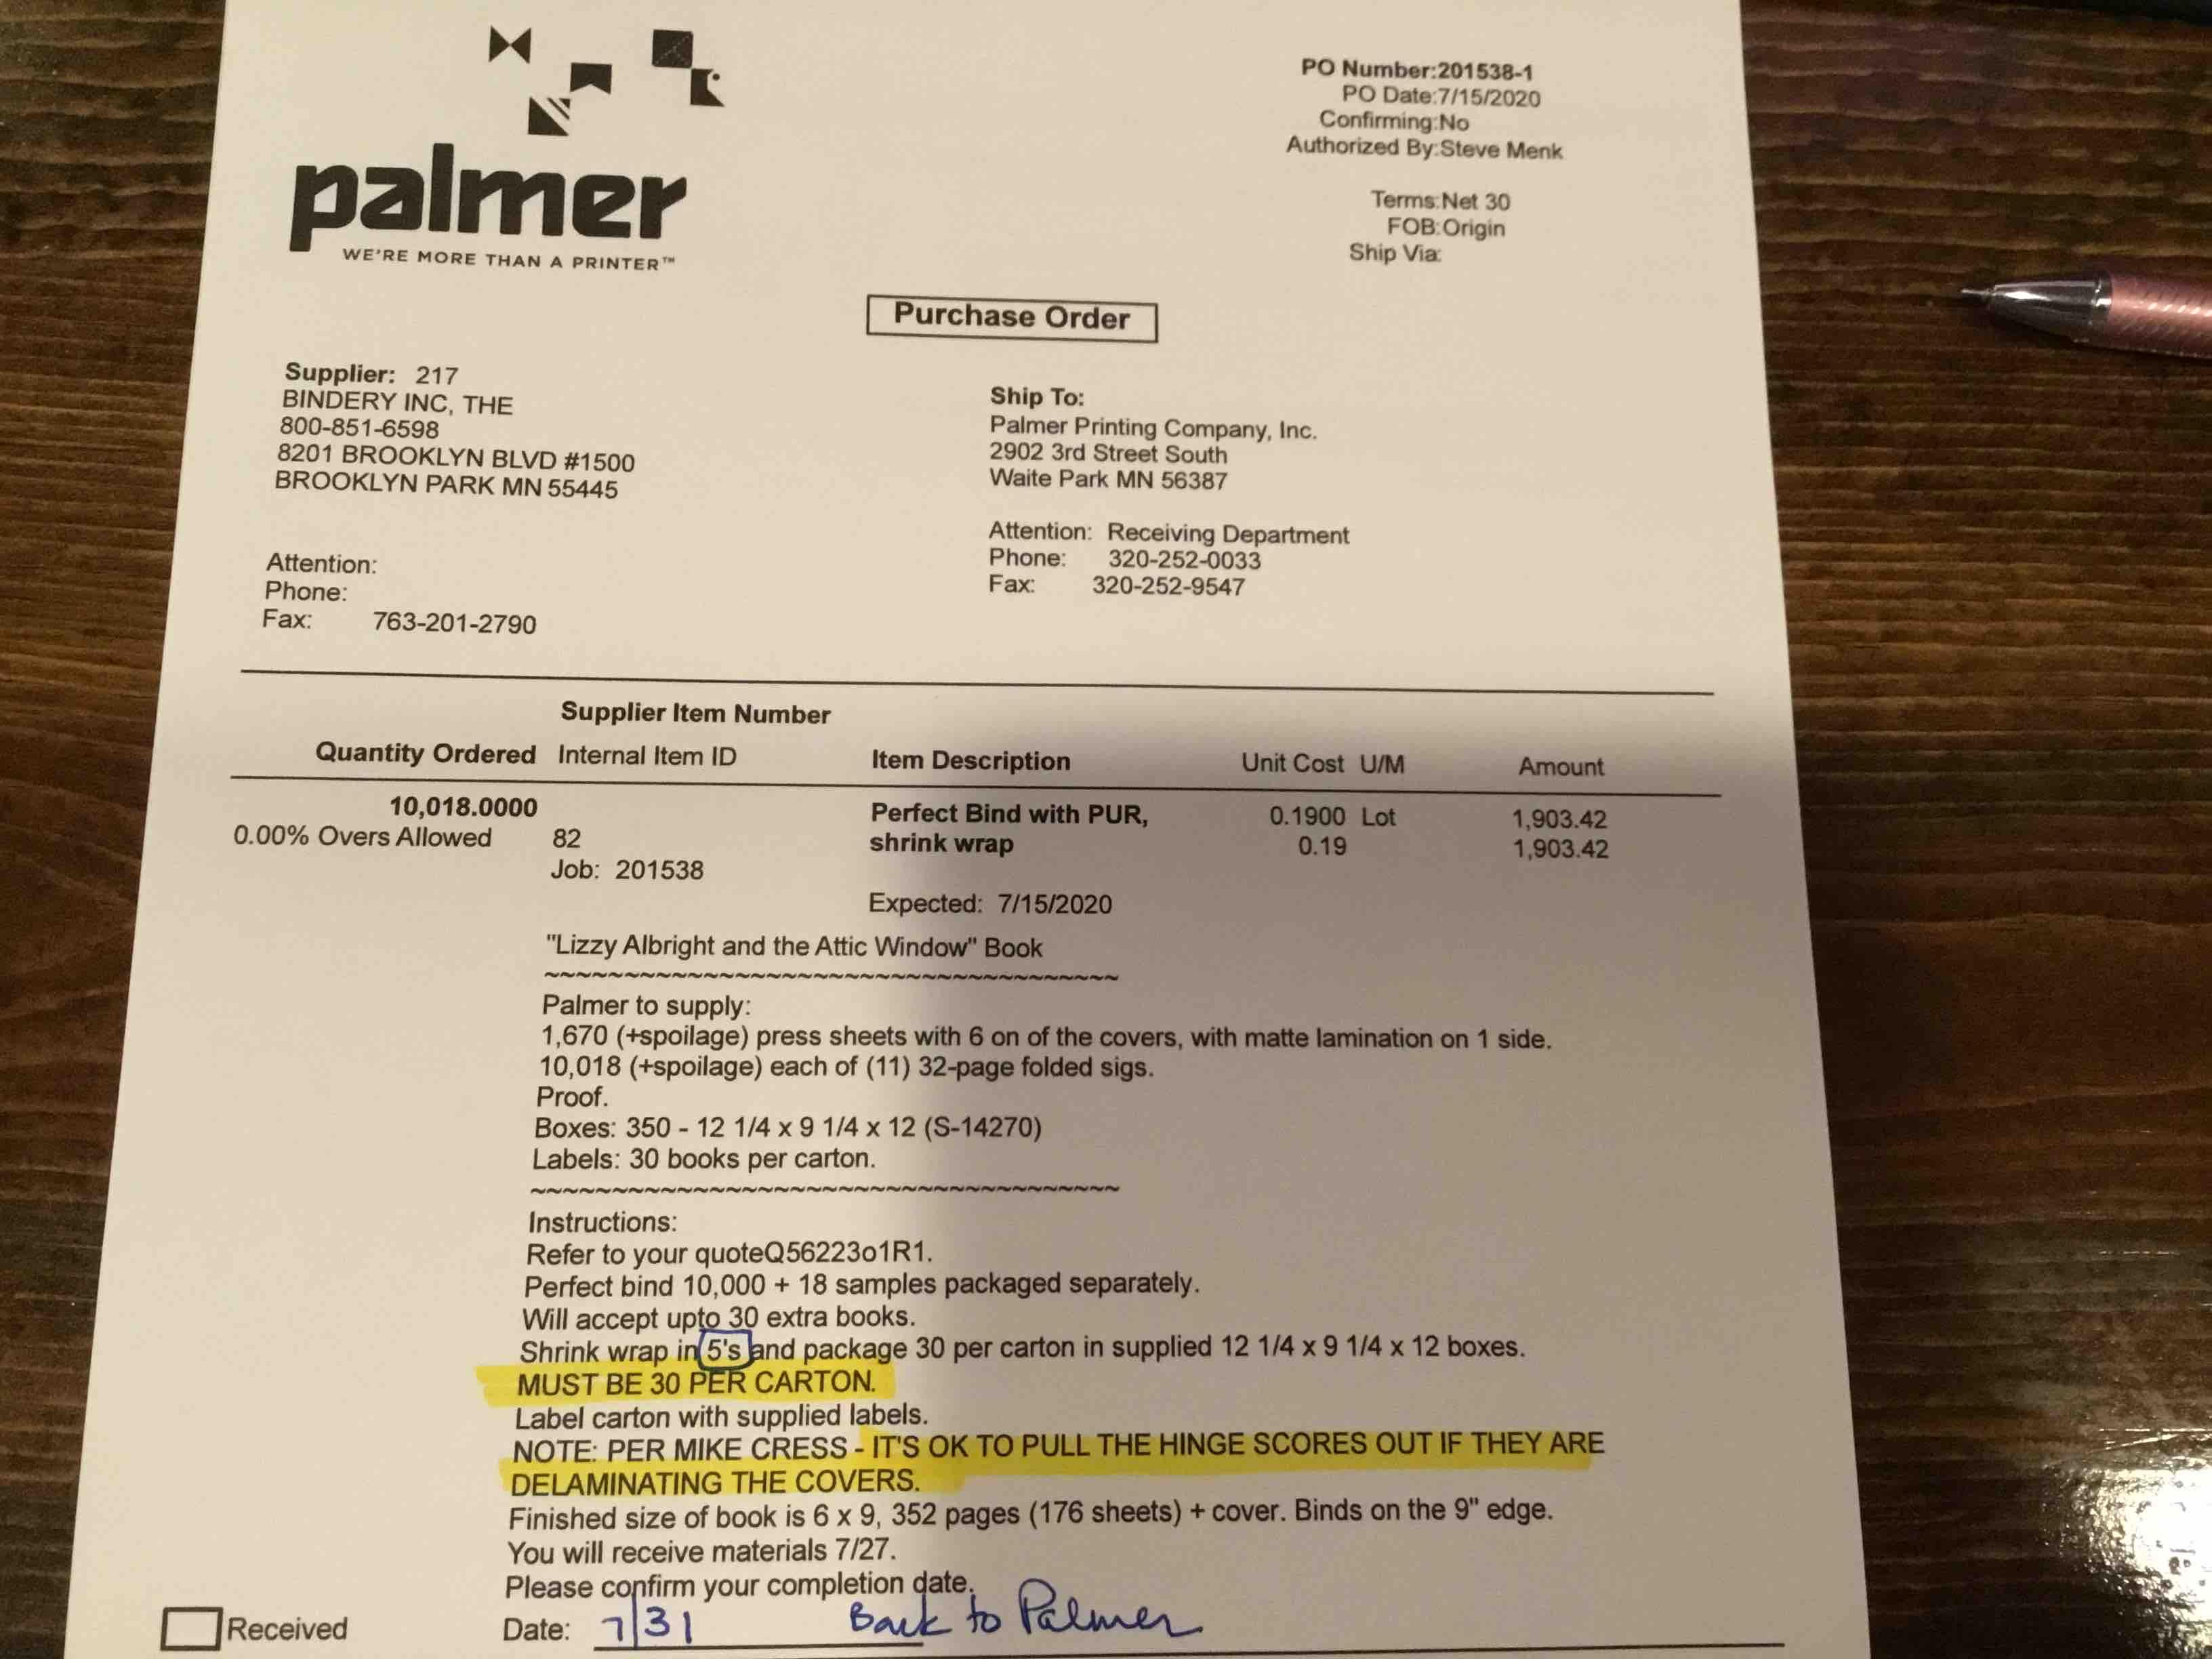 palmer
WE'RE MORE THAN A PRINTER™
PO Number:201538-1
PO Date:7/15/2020
Confirming:No
Authorized By:Steve Menk
Terms:Net 30
FOB:Origin
Ship Via:
Purchase Order
Supplier: 217
BINDERY INC, THE
800-851-6598
8201 BROOKLYN BLVD #1500
BROOKLYN PARK MN 55445
Attention:
Phone:
Fax: 763-201-2790
Ship To:
Palmer Printing Company, Inc.
2902 3rd Street South
Waite Park MN 56387
Attention: Receiving Department
Phone: 320-252-0033
Fax: 320-252-9547
Supplier Item Number
Quantity Ordered Internal Item ID Item Description Unit Cost U/M Amount
10,018.0000 Perfect Bind with PUR, 0.1900 Lot 1,903.42
0.00% Overs Allowed 82 shrink wrap 0.19 1,903.42
Job: 201538
Expected: 7/15/2020
"Lizzy Albright and the Attic Window" Book
~~~~~~~~~~~~~~~~~~~~~~~~~~~~~~~~~~~~~
Palmer to supply:
1,670 (+spoilage) press sheets with 6 on of the covers, with matte lamination on 1 side.
10,018 (+spoilage) each of (11) 32-page folded sigs.
Proof.
Boxes: 350 - 12 1/4 x 9 1/4 x 12 (S-14270)
Labels: 30 books per carton.
~~~~~~~~~~~~~~~~~~~~~~~~~~~~~~~~~~~~~
Instructions:
Refer to your quoteQ56223o1R1.
Perfect bind 10,000 + 18 samples packaged separately.
Will accept upto 30 extra books.
Shrink wrap in 5's and package 30 per carton in supplied 12 1/4 x 9 1/4 x 12 boxes.
MUST BE 30 PER CARTON.
Label carton with supplied labels.
NOTE: PER MIKE CRESS - IT'S OK TO PULL THE HINGE SCORES OUT IF THEY ARE
DELAMINATING THE COVERS.
Finished size of book is 6 x 9, 352 pages (176 sheets) + cover. Binds on the 9" edge.
You will receive materials 7/27.
Please confirm your completion date.
Received Date: 7/31 Back to Palmer